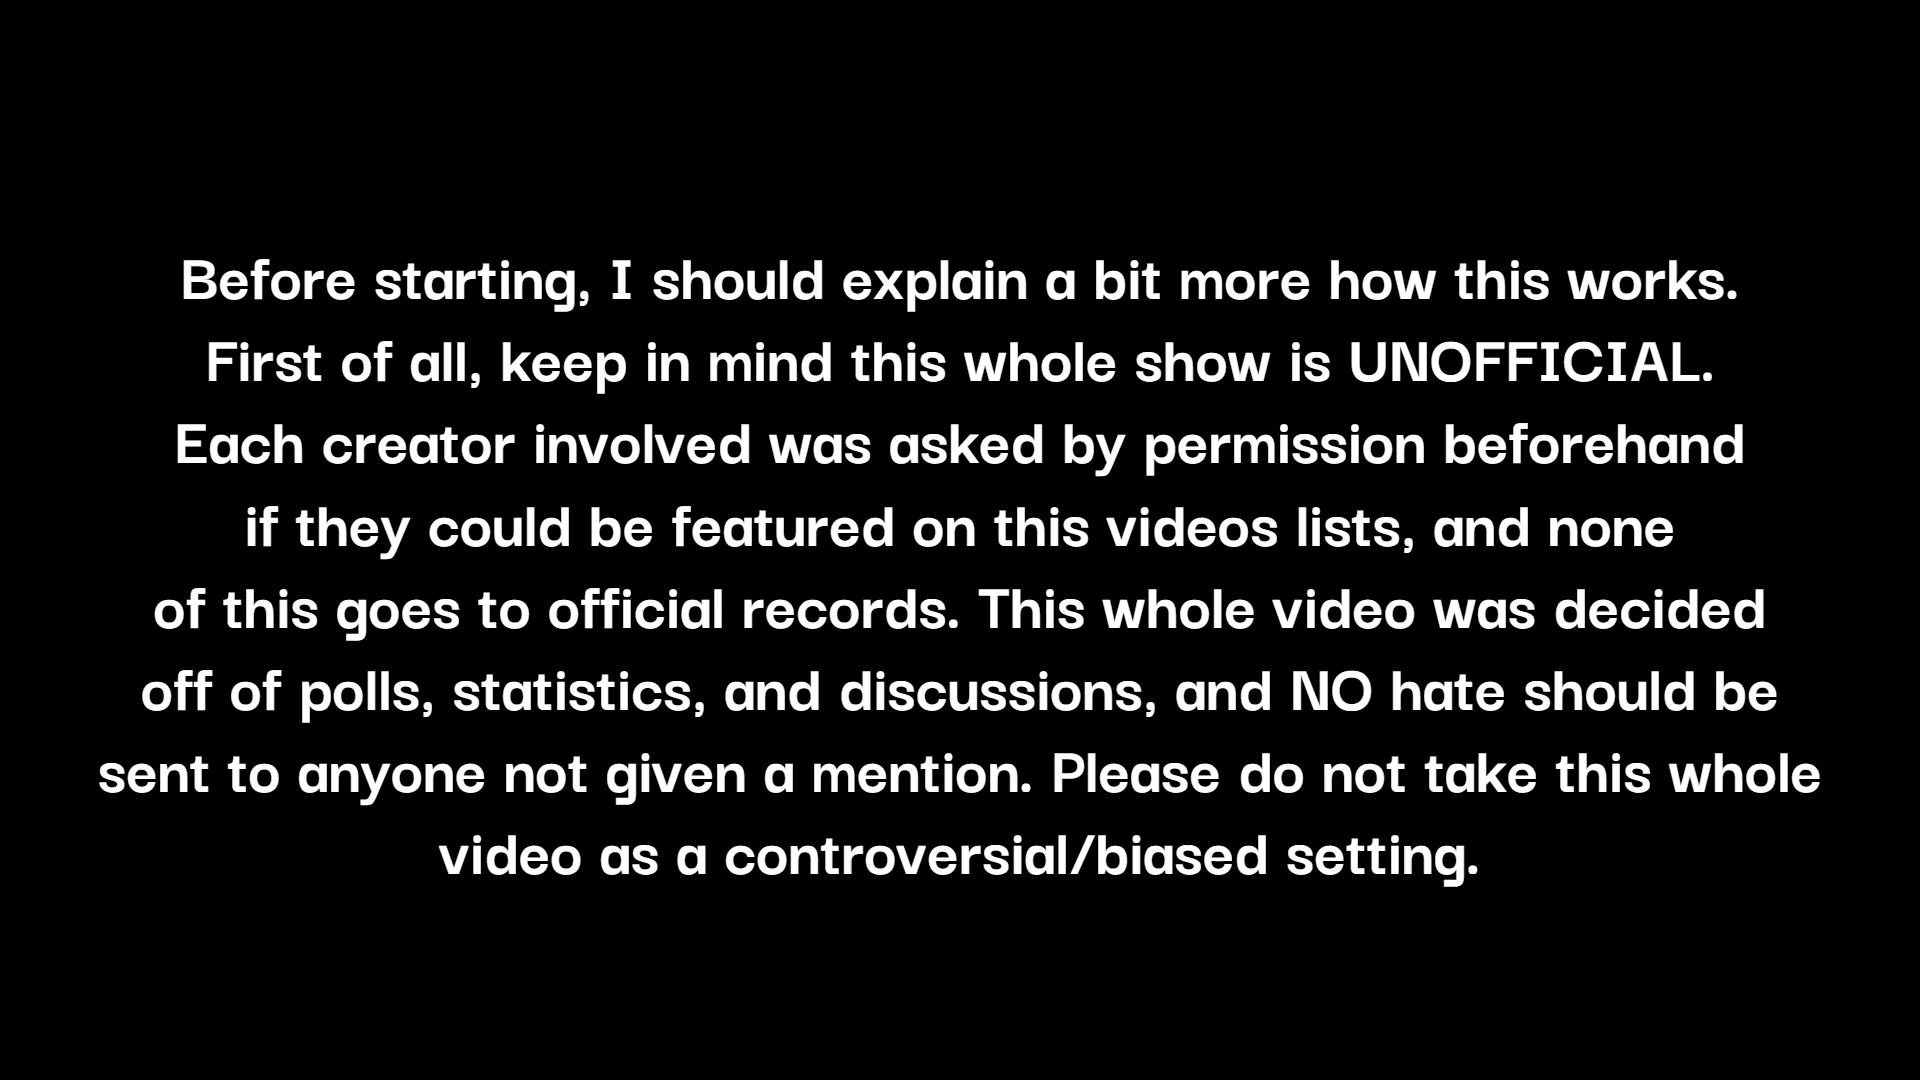 Before starting, I should explain a bit more how this works.
First of all, keep in mind this whole show is UNOFFICIAL.
Each creator involved was asked by permission beforehand
if they could be featured on this videos lists, and none
of this goes to official records. This whole video was decided
off of polls, statistics, and discussions, and NO hate should be
sent to anyone not given a mention. Please do not take this whole
video as a controversial/biased setting.